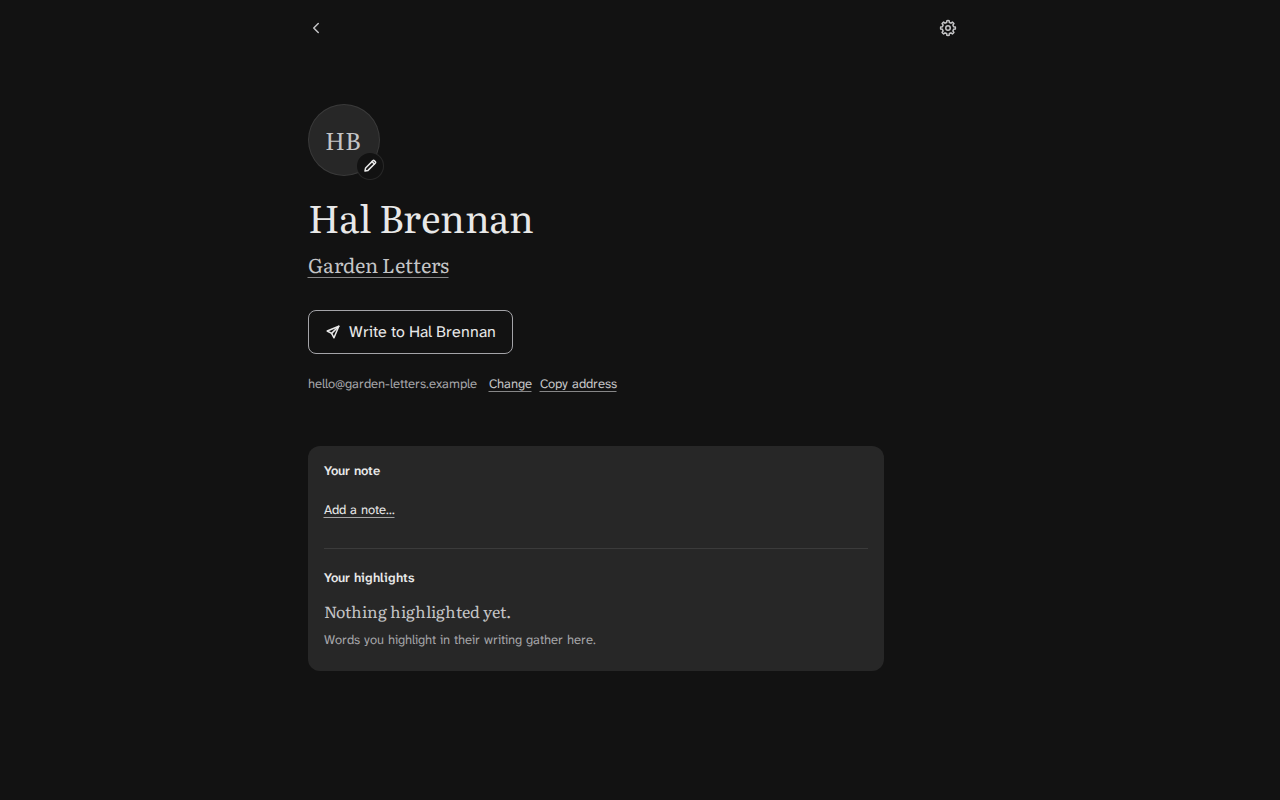 HB
Hal Brennan
Garden Letters
Write to Hal Brennan
hello@garden-letters.example Change Copy address
Your note
Add a note...
Your highlights
Nothing highlighted yet.
Words you highlight in their writing gather here.